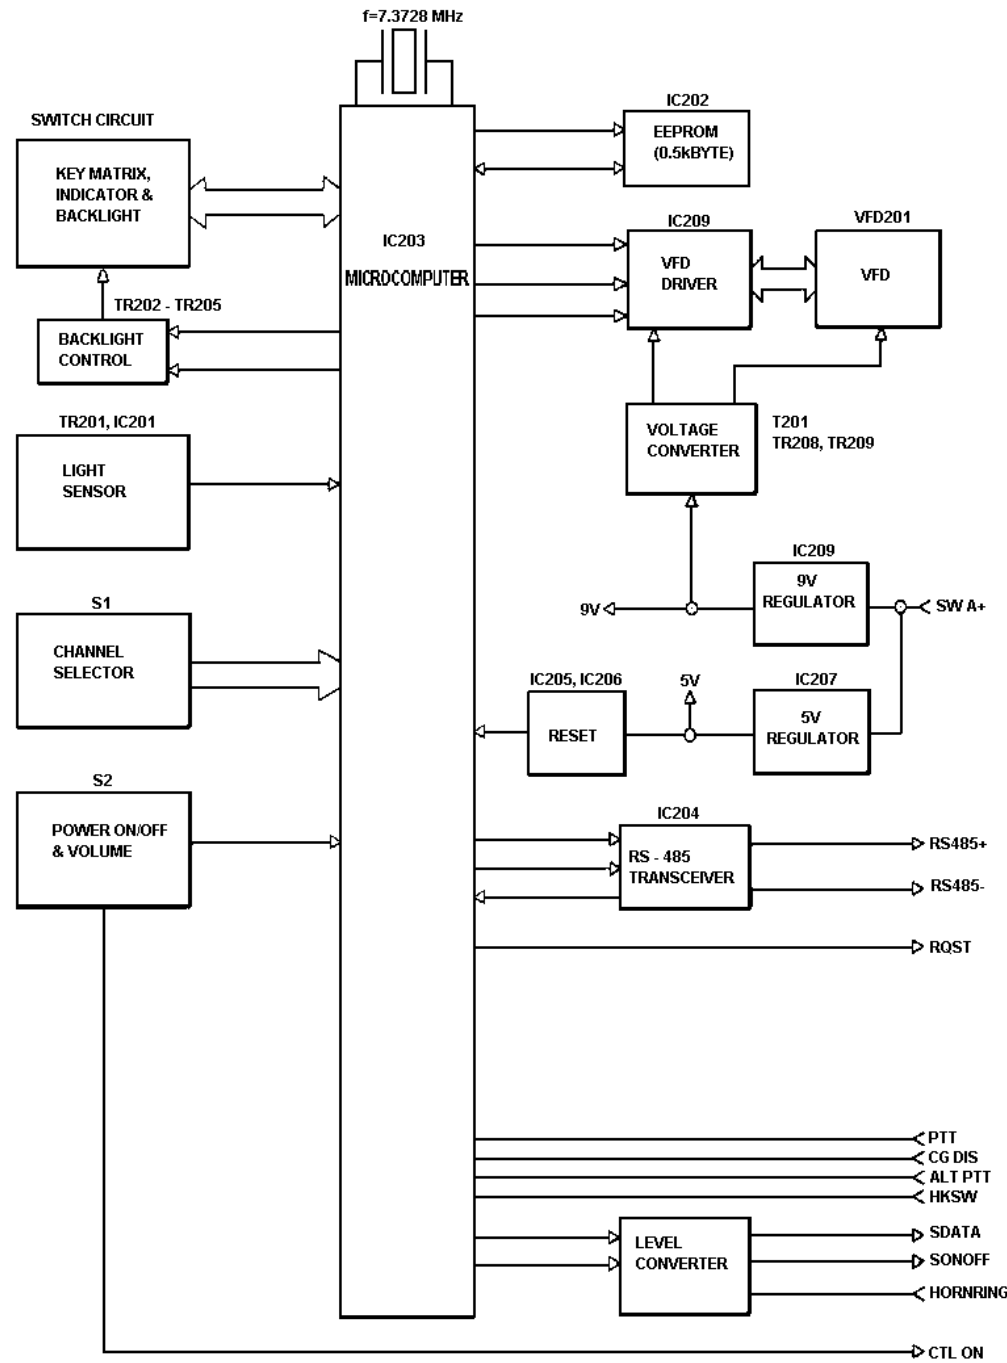 f=7.3728 MHz
SWITCH CIRCUIT
KEY MATRIX,
INDICATOR &
BACKLIGHT
TR202 - TR205
BACKLIGHT
CONTROL
TR201, IC201
LIGHT
SENSOR
S1
CHANNEL
SELECTOR
S2
POWER ON/OFF
& VOLUME
IC203
MICROCOMPUTER
IC202
EEPROM
(0.5kBYTE)
IC209
VFD
DRIVER
VFD201
VFD
VOLTAGE
CONVERTER
T201
TR208, TR209
IC209
9V
REGULATOR
9V
SW A+
IC205, IC206
RESET
5V
IC207
5V
REGULATOR
IC204
RS - 485
TRANSCEIVER
RS485+
RS485-
RQST
PTT
CG DIS
ALT PTT
HKSW
LEVEL
CONVERTER
SDATA
SONOFF
HORNRING
CTL ON